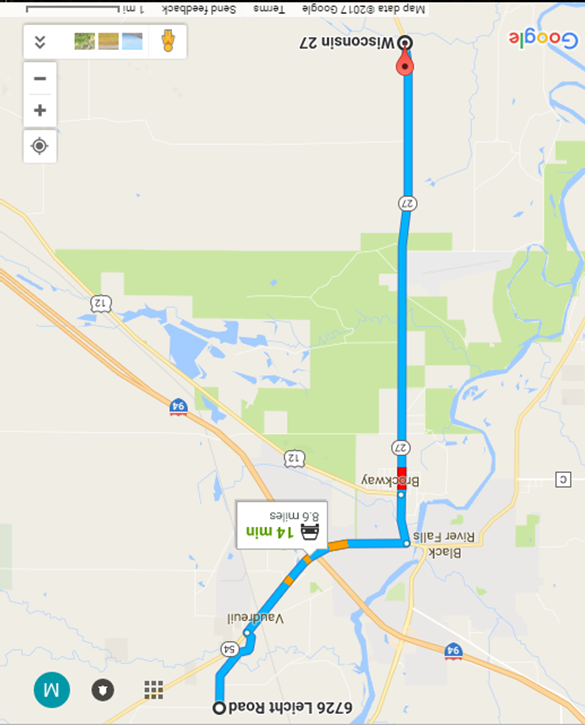 6726 Leicht Road
M
54
94
Vaudreuil
Black
River Falls
14 min
8.6 miles
Brockway
C
12
27
94
12
27
Wisconsin 27
Google
Map data ©2017 Google Terms Send feedback 1 mi